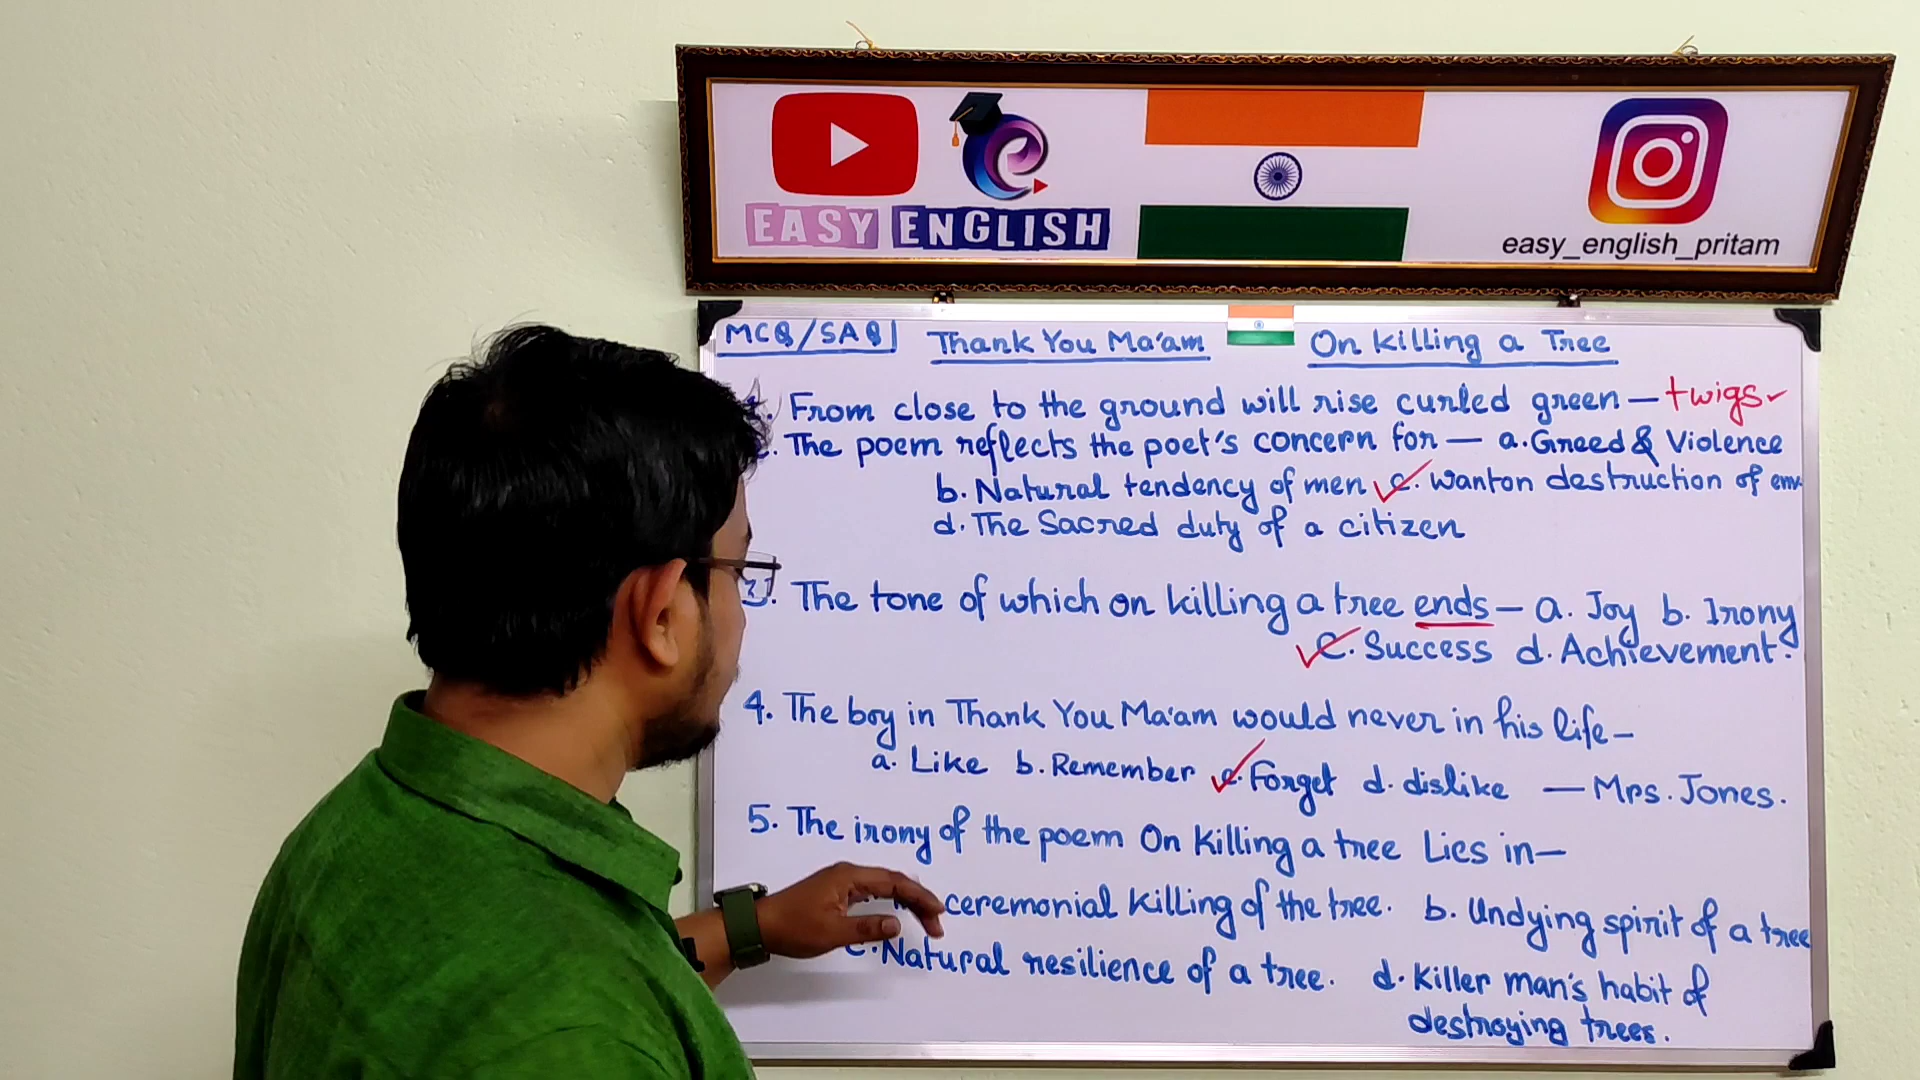 EASY ENGLISH
easy_english_pritam
MCQ/SAQ Thank You Ma'am On Killing a Tree
From close to the ground will rise curled green — twigs
The poem reflects the poet's concern for — a. Greed & Violence
b. Natural tendency of men c. Wanton destruction of env.
d. The Sacred duty of a citizen
3. The tone of which on killing a tree ends — a. Joy b. Irony
c. Success d. Achievement.
4. The boy in Thank You Ma'am would never in his life —
a. Like b. Remember c. Forget d. dislike — Mrs. Jones.
5. The irony of the poem On Killing a tree Lies in —
ceremonial killing of the tree. b. Undying spirit of a tree
c. Natural resilience of a tree. d. Killer man's habit of
destroying trees.